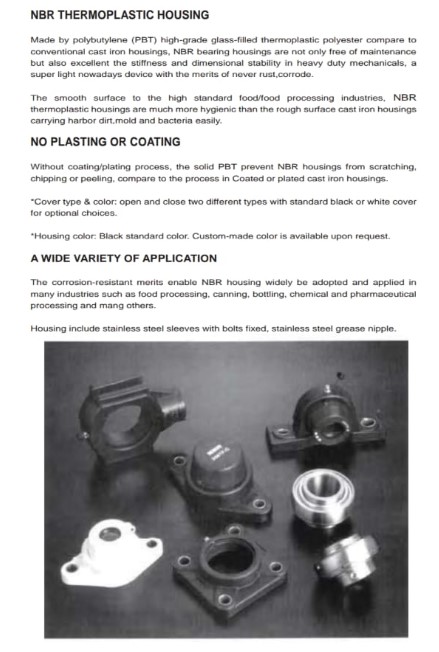 NBR THERMOPLASTIC HOUSING
Made by polybutylene (PBT) high-grade glass-filled thermoplastic polyester compare to
conventional cast iron housings, NBR bearing housings are not only free of maintenance
but also excellent the stiffness and dimensional stability in heavy duty mechanicals, a
super light nowadays device with the merits of never rust,corrode.
The smooth surface to the high standard food/food processing industries, NBR
thermoplastic housings are much more hygienic than the rough surface cast iron housings
carrying harbor dirt,mold and bacteria easily.
NO PLASTING OR COATING
Without coating/plating process, the solid PBT prevent NBR housings from scratching,
chipping or peeling, compare to the process in Coated or plated cast iron housings.
*Cover type & color: open and close two different types with standard black or white cover
for optional choices.
*Housing color: Black standard color. Custom-made color is available upon request.
A WIDE VARIETY OF APPLICATION
The corrosion-resistant merits enable NBR housing widely be adopted and applied in
many industries such as food processing, canning, bottling, chemical and pharmaceutical
processing and mang others.
Housing include stainless steel sleeves with bolts fixed, stainless steel grease nipple.